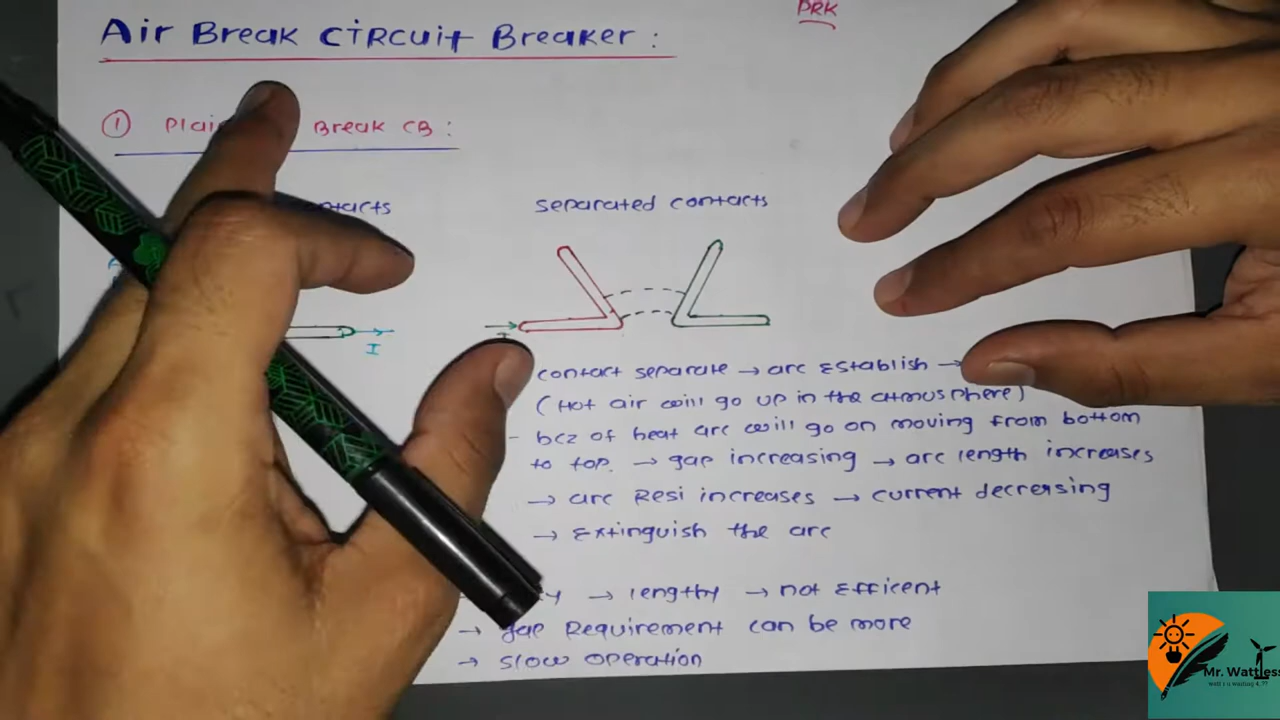 PRK
Air Break Circuit Breaker :
① Break CB :
separated contacts
I
contact separate → arc Establish →
(Hot air will go up in the atmosphere)
- bcz of heat arc will go on moving from bottom
to top. → gap increasing → arc length increases
→ arc Resi increases → current decreasing
→ Extinguish the arc
→ lengthy → not Efficent
→ gap Requirement can be more
→ slow operation
Mr. Wattless